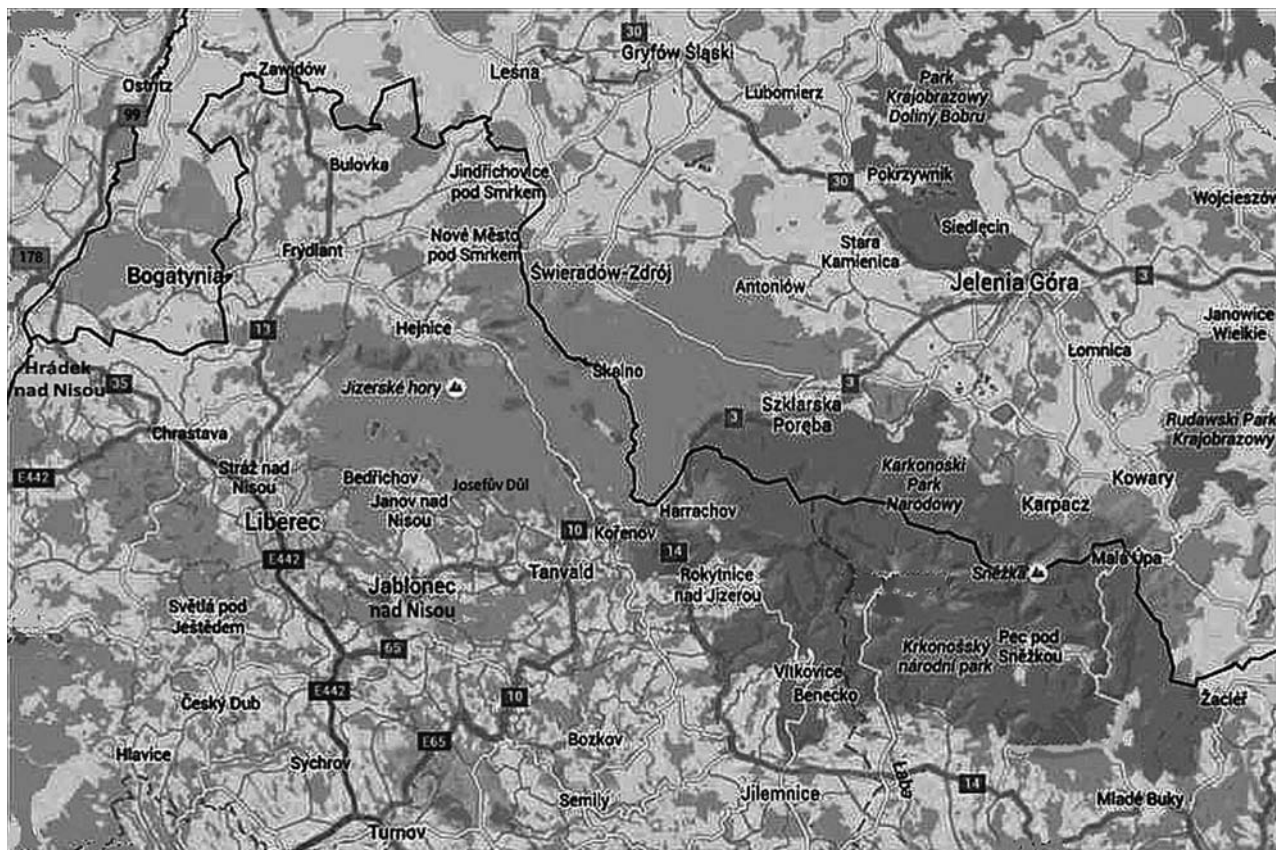 30
Gryfów Śląski
Zawidów
Leśna
Ostritz
Lubomierz
Park
Krajobrazowy
Doliny Bobru
99
Bulovka
Jindřichovice
pod Smrkem
30
Pokrzywnik
Wojcieszów
Siedlęcin
Nové Město
pod Smrkem
Frýdlant
Stara
Kamienica
178
Bogatynia
Świeradów-Zdrój
Antoniów
Jelenia Góra
3
13
Hejnice
Janowice
Wielkie
Łomnica
Hrádek
nad Nisou
35
Jizerské hory
Skelno
3
Szklarska
Poręba
3
Rudawski Park
Krajobrazowy
Chrastava
E442
Stráž nad
Nisou
Bedřichov
Josefův Důl
Janov nad
Nisou
Karkonoski
Park
Narodowy
Kowary
Karpacz
Liberec
Harrachov
10
Kořenov
E442
14
Malá Úpa
Sněžka
Tanvald
Rokytnice
nad Jizerou
Jablonec
nad Nisou
Světlá pod
Ještědem
65
Krkonošský
národní park
Pec pod
Sněžkou
Vítkovice
Benecko
E442
10
Český Dub
Žacléř
E65
Bozkov
Hlavice
Sychrov
Labe
14
Semily
Jilemnice
Mladé Buky
Turnov